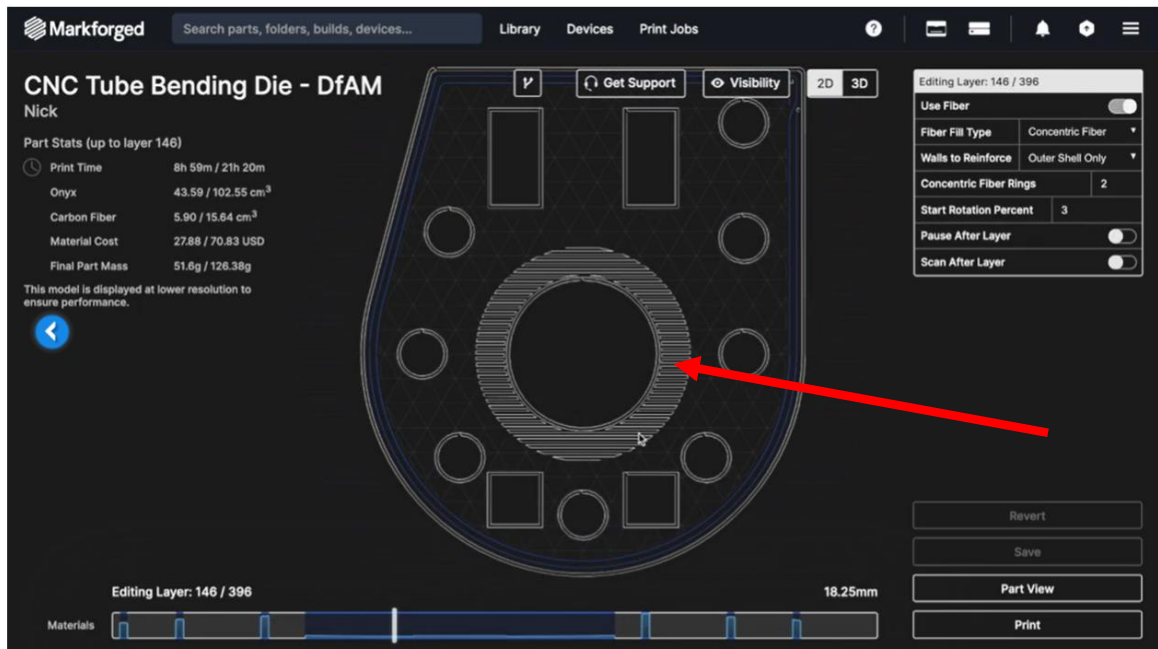 Markforged
Search parts, folders, builds, devices...
Library Devices Print Jobs
?
CNC Tube Bending Die - DfAM
Nick
Part Stats (up to layer 146)
Print Time 8h 59m / 21h 20m
Onyx 43.59 / 102.55 cm³
Carbon Fiber 5.90 / 15.64 cm³
Material Cost 27.88 / 70.83 USD
Final Part Mass 51.6g / 126.38g
This model is displayed at lower resolution to
ensure performance.
Get Support
Visibility
2D 3D
Editing Layer: 146 / 396
Use Fiber
Fiber Fill Type Concentric Fiber
Walls to Reinforce Outer Shell Only
Concentric Fiber Rings 2
Start Rotation Percent 3
Pause After Layer
Scan After Layer
Revert
Save
Part View
Print
Editing Layer: 146 / 396 18.25mm
Materials